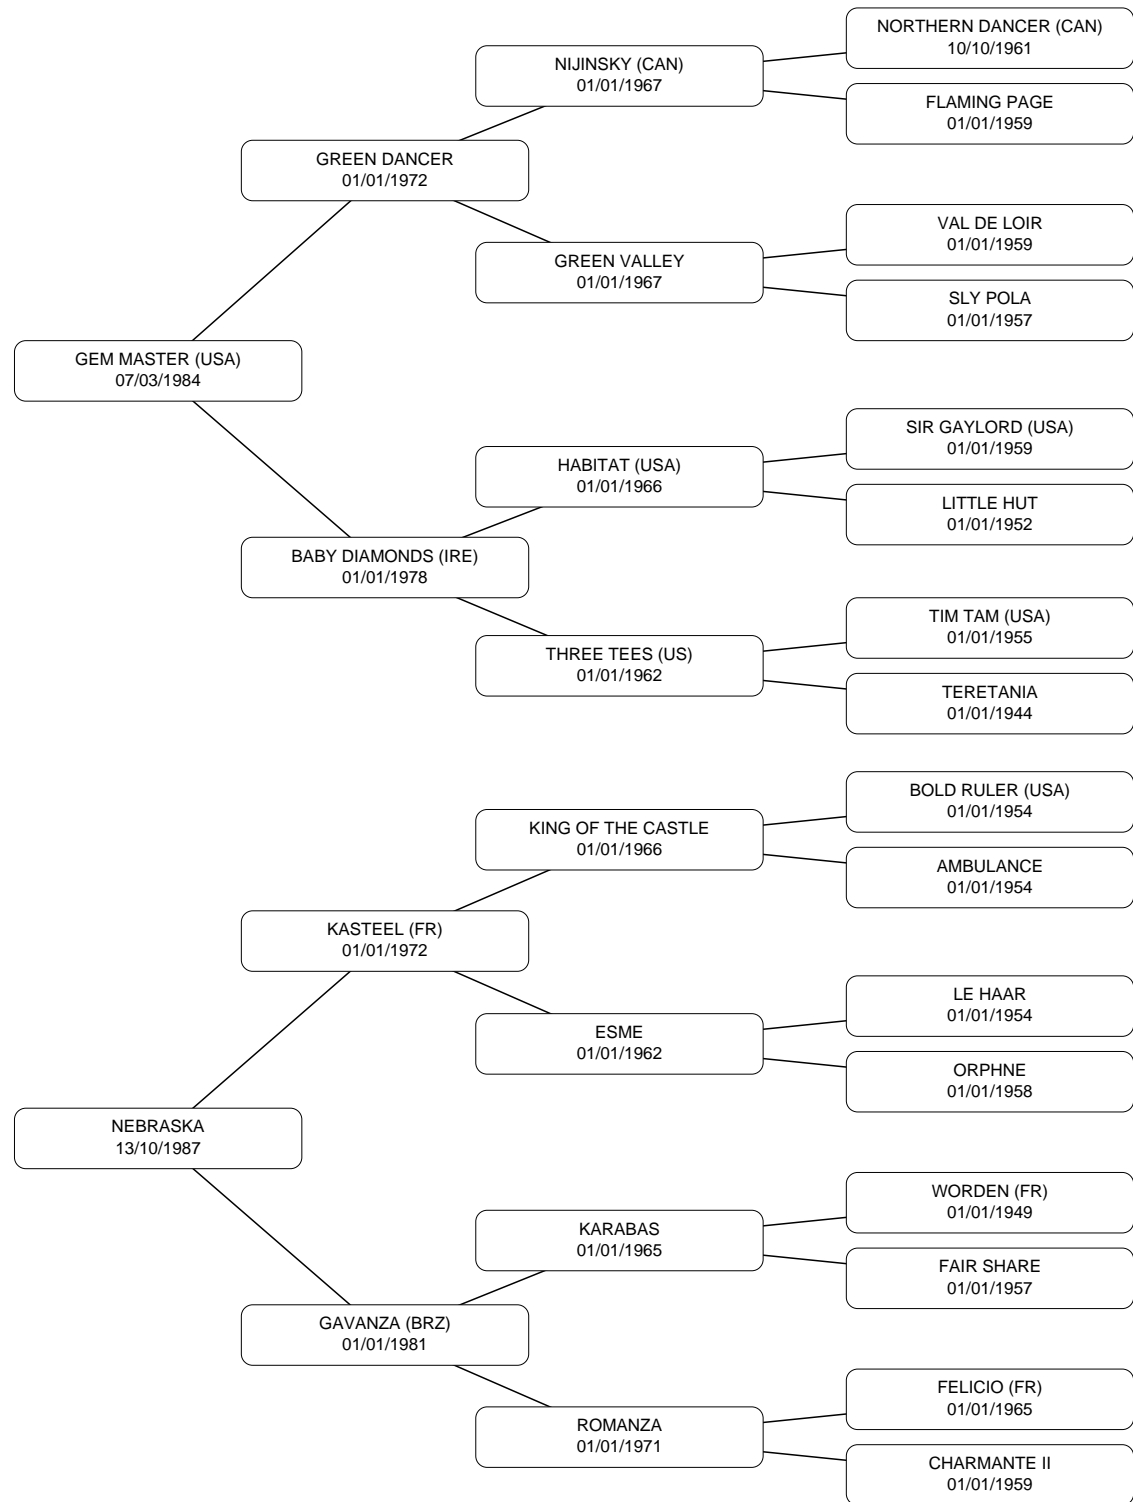 NORTHERN DANCER (CAN)
10/10/1961
NIJINSKY (CAN)
01/01/1967
FLAMING PAGE
01/01/1959
GREEN DANCER
01/01/1972
VAL DE LOIR
01/01/1959
GREEN VALLEY
01/01/1967
SLY POLA
01/01/1957
GEM MASTER (USA)
07/03/1984
SIR GAYLORD (USA)
01/01/1959
HABITAT (USA)
01/01/1966
LITTLE HUT
01/01/1952
BABY DIAMONDS (IRE)
01/01/1978
TIM TAM (USA)
01/01/1955
THREE TEES (US)
01/01/1962
TERETANIA
01/01/1944
BOLD RULER (USA)
01/01/1954
KING OF THE CASTLE
01/01/1966
AMBULANCE
01/01/1954
KASTEEL (FR)
01/01/1972
LE HAAR
01/01/1954
ESME
01/01/1962
ORPHNE
01/01/1958
NEBRASKA
13/10/1987
WORDEN (FR)
01/01/1949
KARABAS
01/01/1965
FAIR SHARE
01/01/1957
GAVANZA (BRZ)
01/01/1981
FELICIO (FR)
01/01/1965
ROMANZA
01/01/1971
CHARMANTE II
01/01/1959